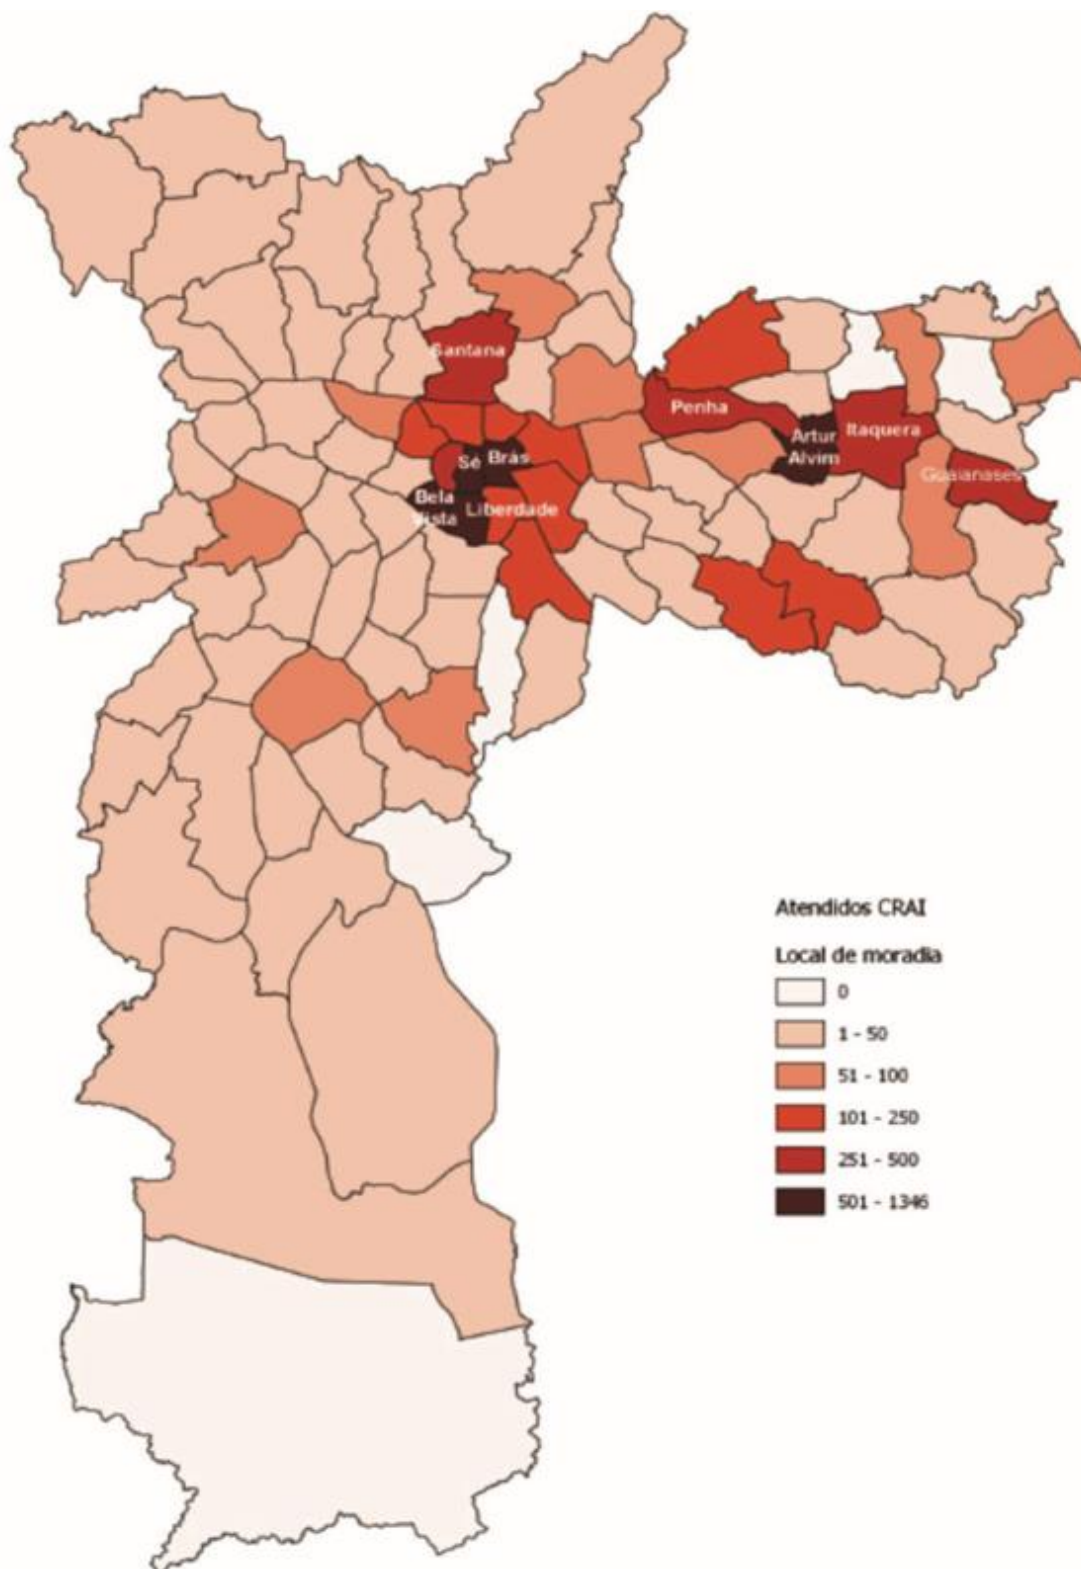 Santana
Penha
Artur
Alvim
Itaquera
Guaianases
Sé
Brás
Bela
Vista
Liberdade
Atendidos CRAI
Local de moradia
0
1 - 50
51 - 100
101 - 250
251 - 500
501 - 1346